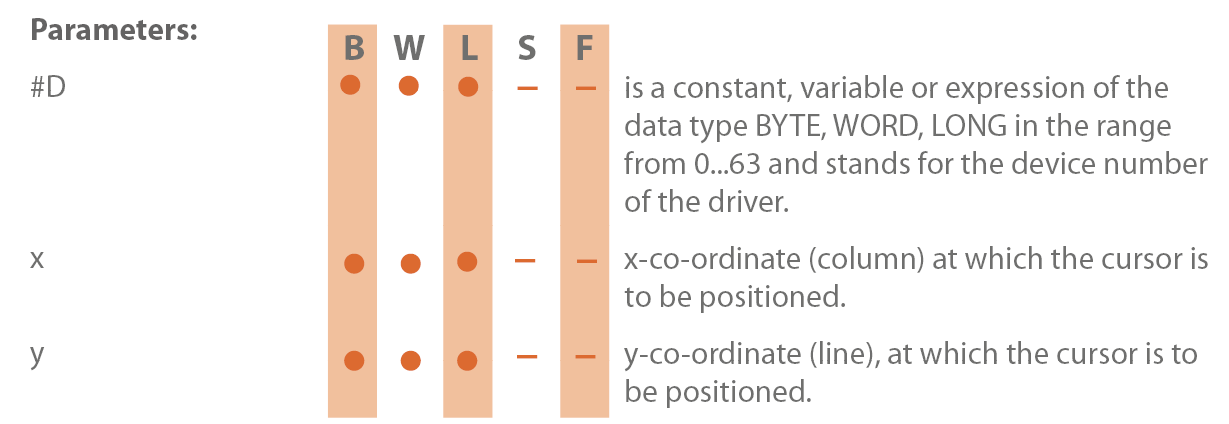 Parameters:
B W L S F
#D ● ● ● – – is a constant, variable or expression of the
data type BYTE, WORD, LONG in the range
from 0...63 and stands for the device number
of the driver.
x ● ● ● – – x-co-ordinate (column) at which the cursor is
to be positioned.
y ● ● ● – – y-co-ordinate (line), at which the cursor is to
be positioned.